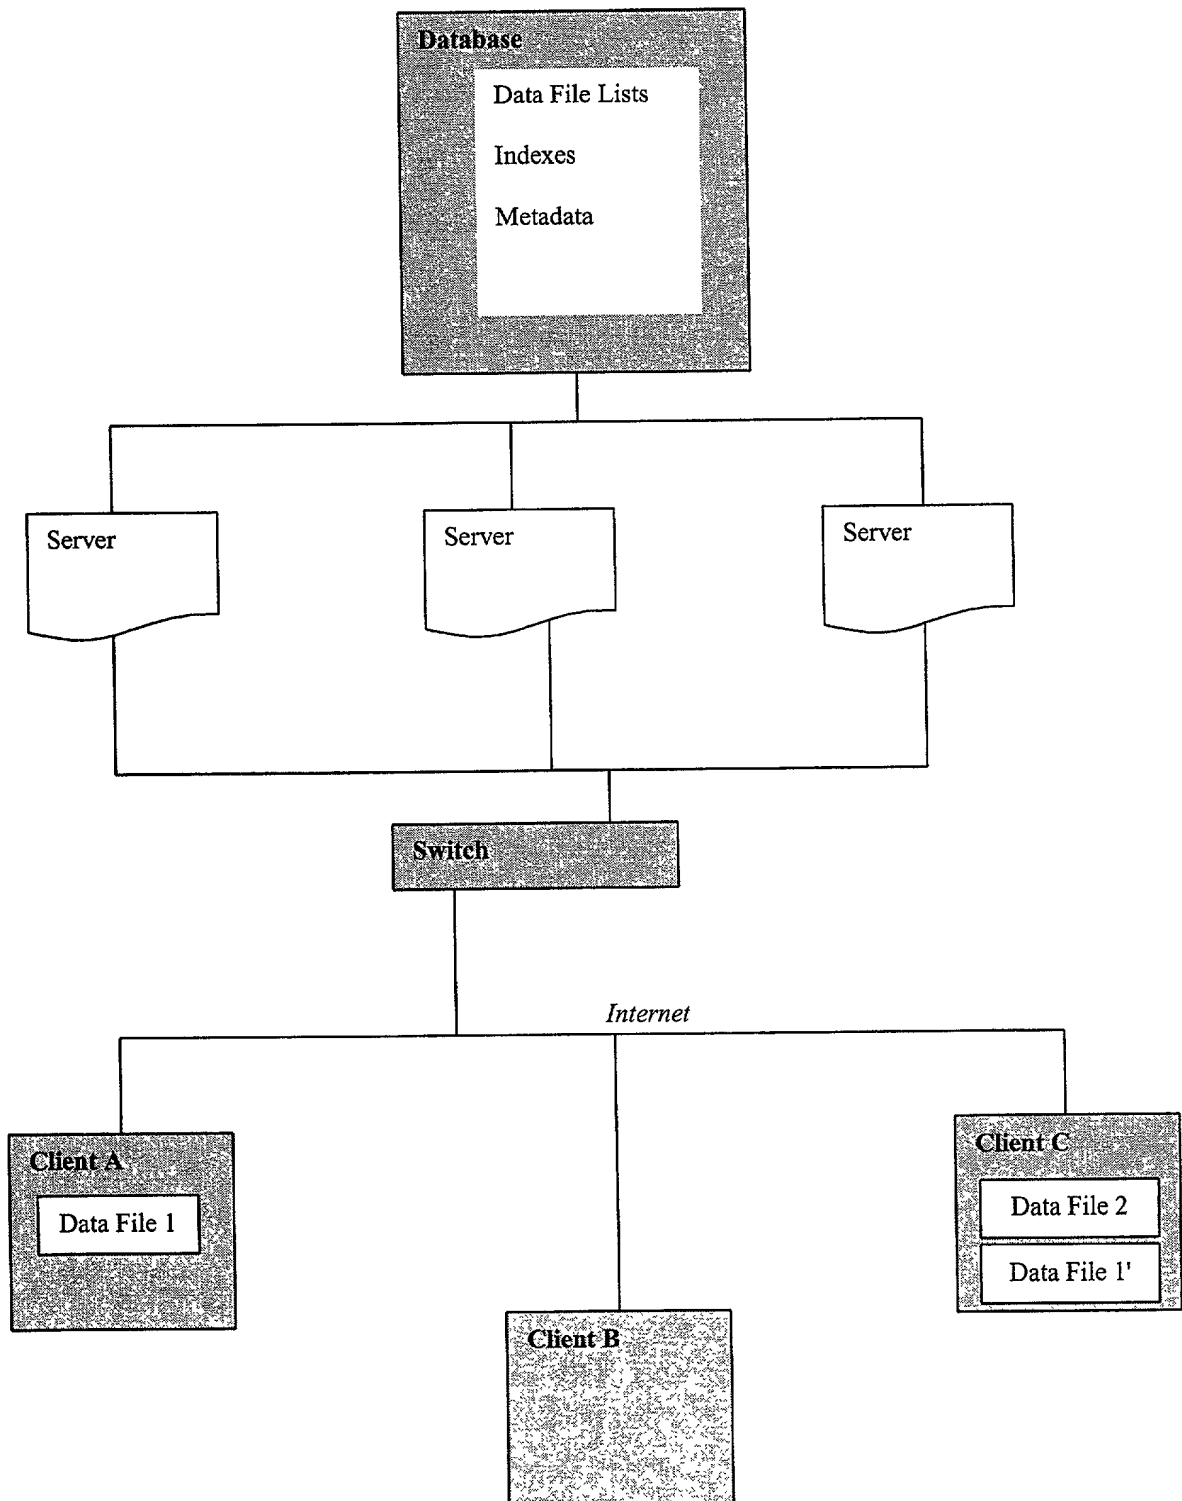 Database
Data File Lists
Indexes
Metadata
Server
Server
Server
Switch
Internet
Client A
Data File 1
Client C
Data File 2
Data File 1'
Client B